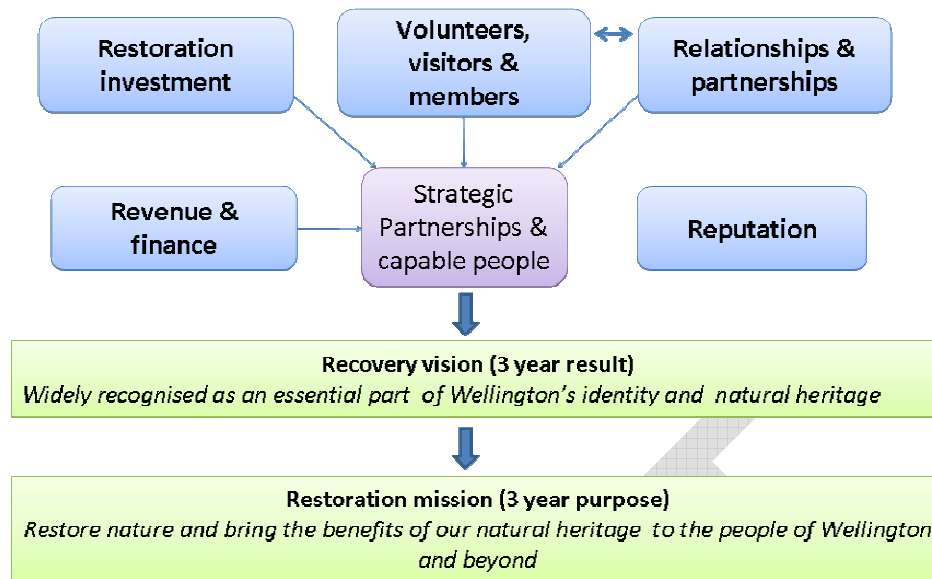 Restoration
investment
Volunteers,
visitors &
members
Relationships &
partnerships
Revenue &
finance
Strategic
Partnerships &
capable people
Reputation
Recovery vision (3 year result)
Widely recognised as an essential part of Wellington's identity and natural heritage
Restoration mission (3 year purpose)
Restore nature and bring the benefits of our natural heritage to the people of Wellington
and beyond